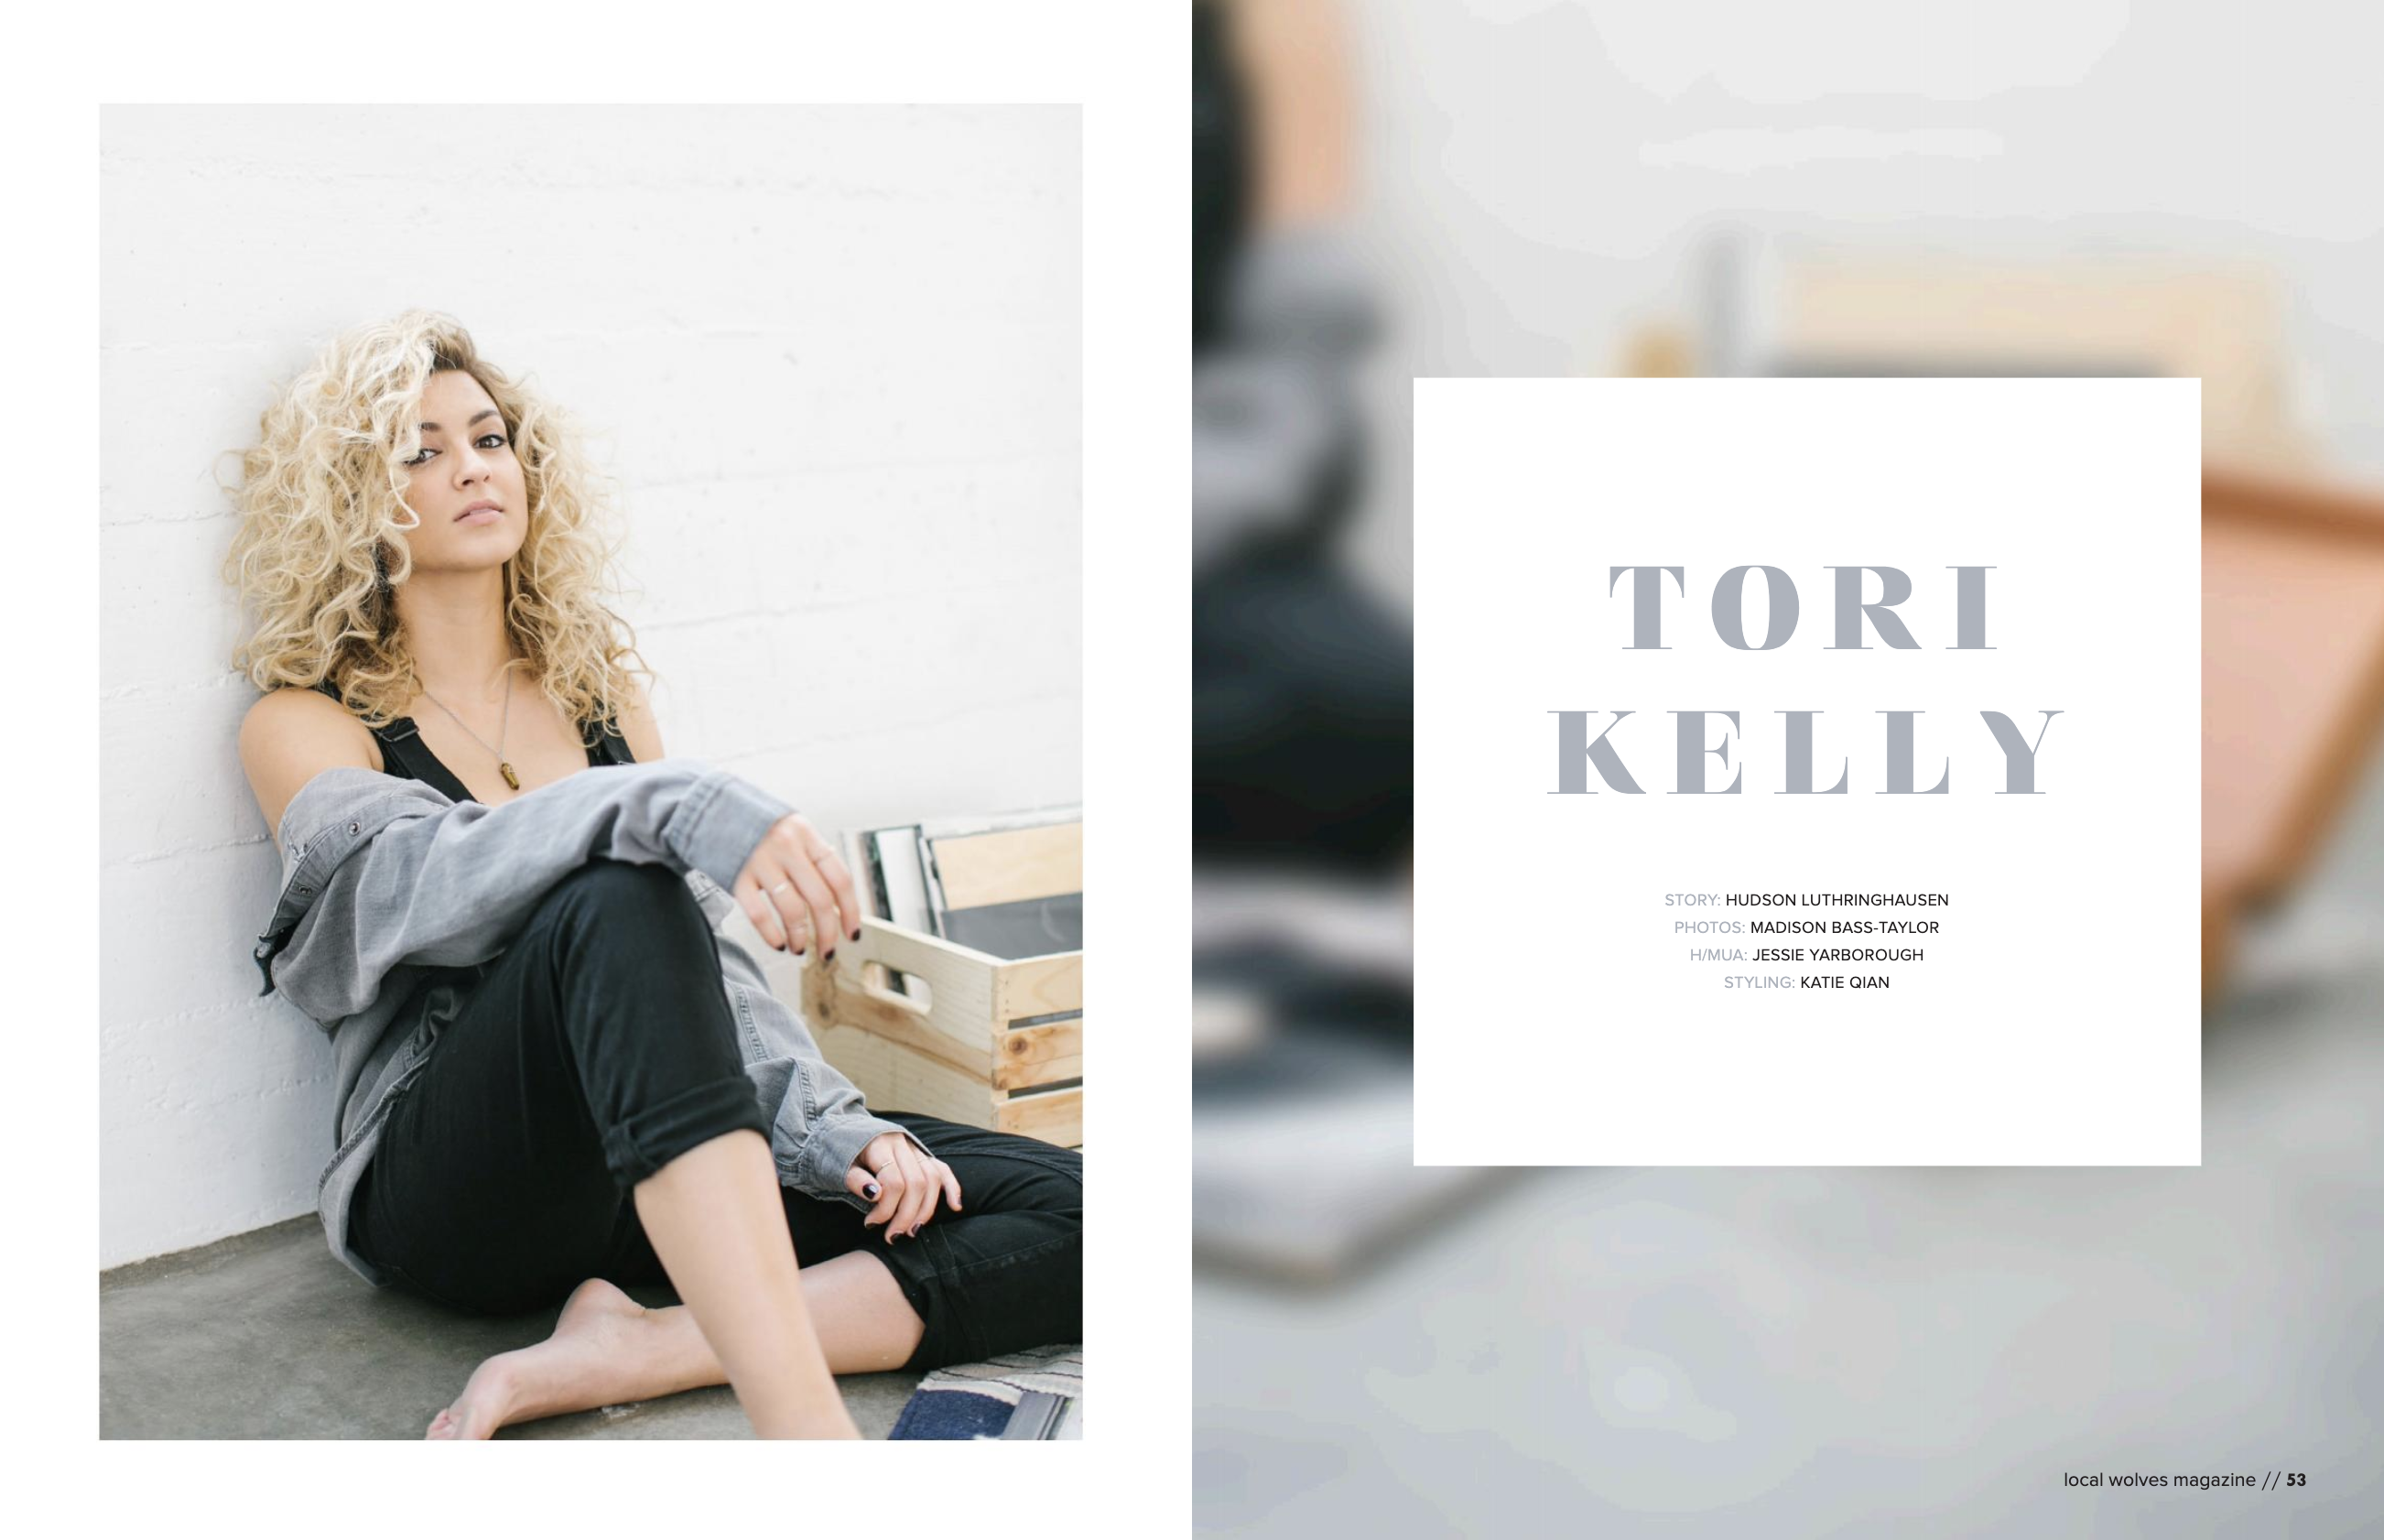 TORI
KELLY
STORY: HUDSON LUTHRINGHAUSEN
PHOTOS: MADISON BASS-TAYLOR
H/MUA: JESSIE YARBOROUGH
STYLING: KATIE QIAN
local wolves magazine // 53